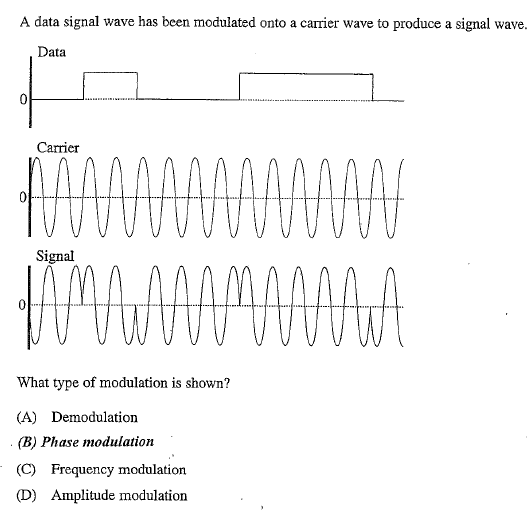 A data signal wave has been modulated onto a carrier wave to produce a signal wave.
Data
0
Carrier
0
Signal
0
What type of modulation is shown?
(A) Demodulation
(B) Phase modulation
(C) Frequency modulation
(D) Amplitude modulation